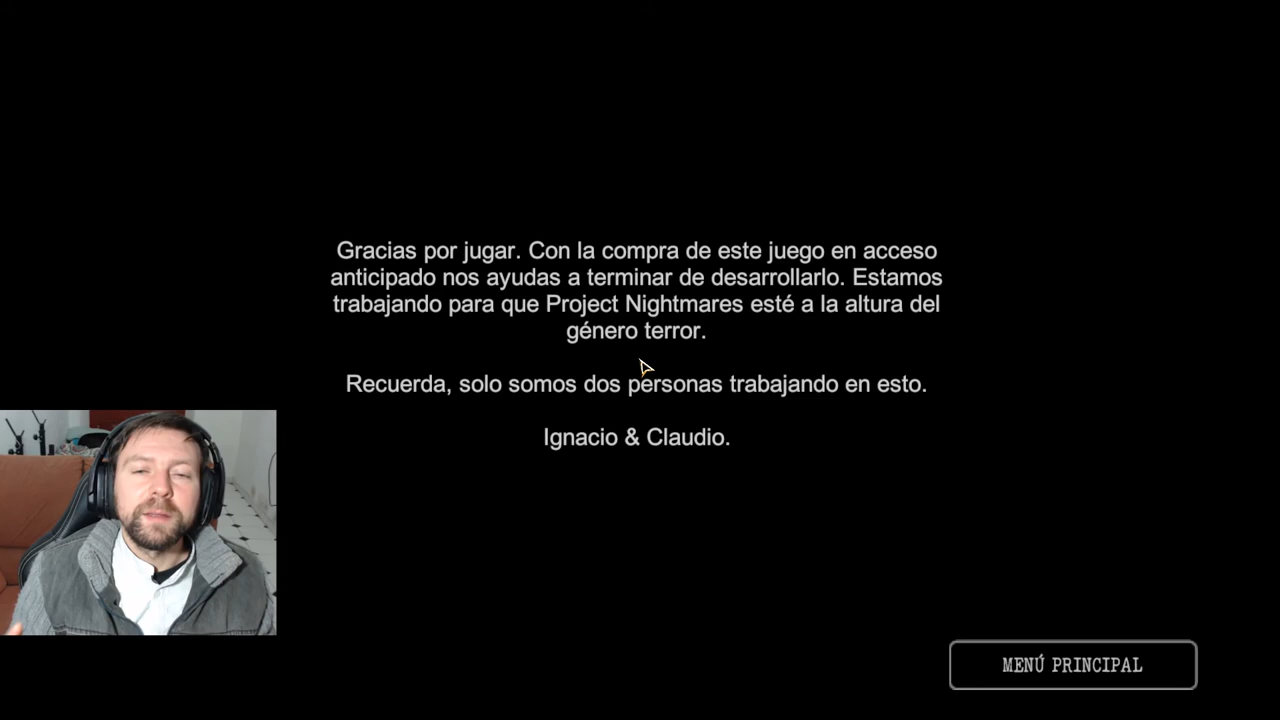 Gracias por jugar. Con la compra de este juego en acceso
anticipado nos ayudas a terminar de desarrollarlo. Estamos
trabajando para que Project Nightmares esté a la altura del
género terror.
Recuerda, solo somos dos personas trabajando en esto.
Ignacio & Claudio.
MENÚ PRINCIPAL